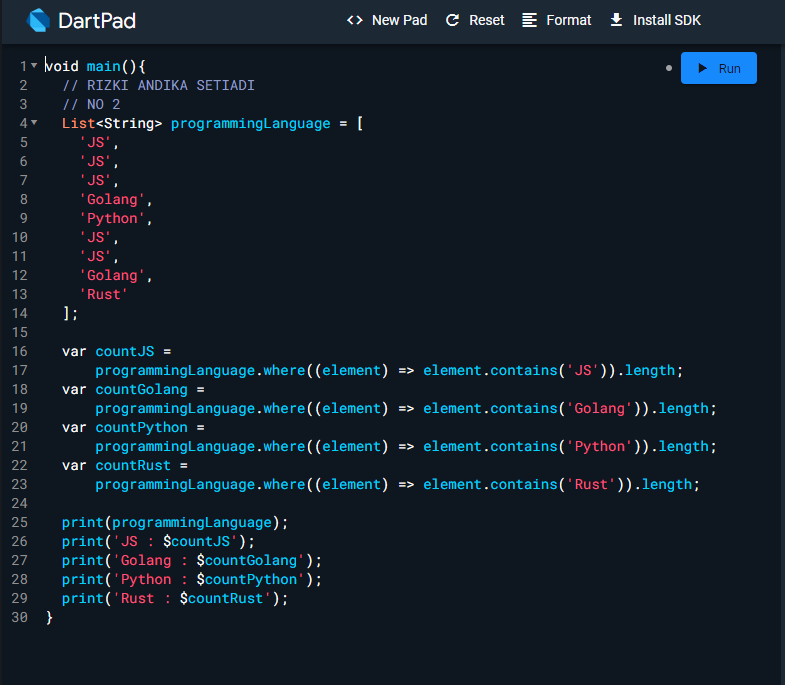 DartPad
<> New Pad Reset Format Install SDK
Run
1 void main(){
2   // RIZKI ANDIKA SETIADI
3   // NO 2
4   List<String> programmingLanguage = [
5     'JS',
6     'JS',
7     'JS',
8     'Golang',
9     'Python',
10     'JS',
11     'JS',
12     'Golang',
13     'Rust'
14   ];
15
16   var countJS =
17       programmingLanguage.where((element) => element.contains('JS')).length;
18   var countGolang =
19       programmingLanguage.where((element) => element.contains('Golang')).length;
20   var countPython =
21       programmingLanguage.where((element) => element.contains('Python')).length;
22   var countRust =
23       programmingLanguage.where((element) => element.contains('Rust')).length;
24
25   print(programmingLanguage);
26   print('JS : $countJS');
27   print('Golang : $countGolang');
28   print('Python : $countPython');
29   print('Rust : $countRust');
30 }